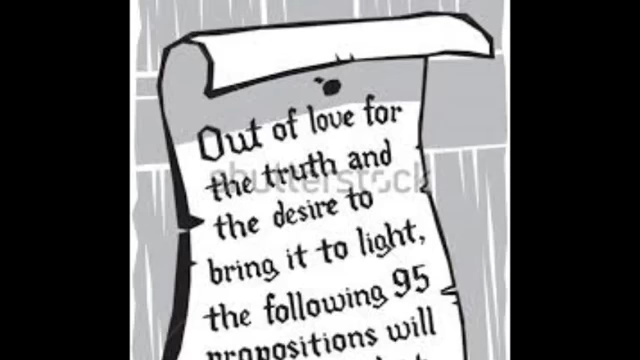 Out of love for
the truth and
shutterstock
the desire to
bring it to light,
the following 95
propositions will